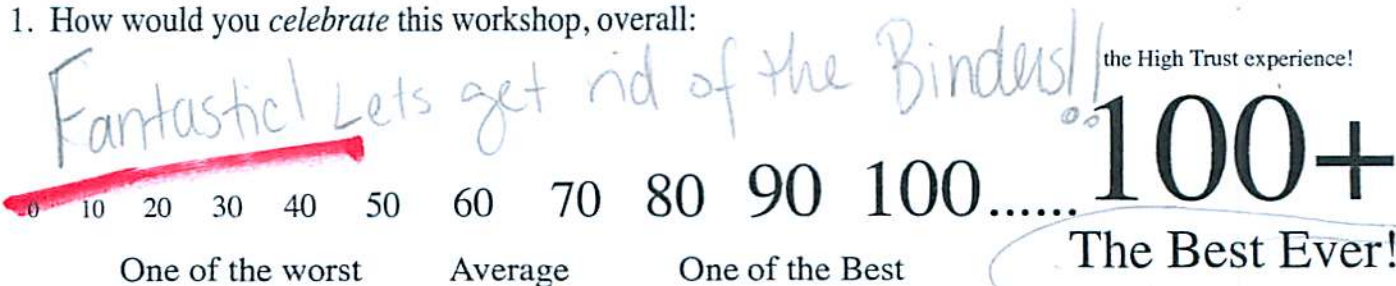 1. How would you celebrate this workshop, overall:
the High Trust experience!
Fantastic! Lets get rid of the Binders!!
0 10 20 30 40 50 60 70 80 90 100...... 100+
One of the worst Average One of the Best The Best Ever!